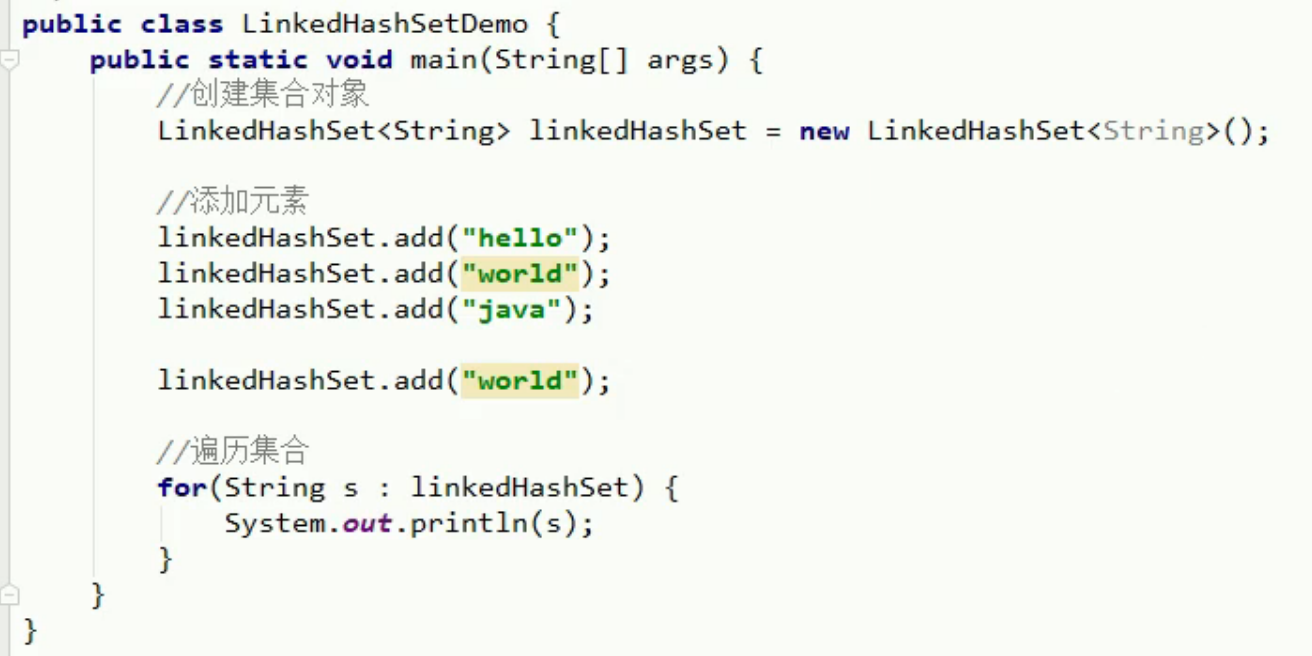 public class LinkedHashSetDemo {
public static void main(String[] args) {
//创建集合对象
LinkedHashSet<String> linkedHashSet = new LinkedHashSet<String>();
//添加元素
linkedHashSet.add("hello");
linkedHashSet.add("world");
linkedHashSet.add("java");
linkedHashSet.add("world");
//遍历集合
for(String s : linkedHashSet) {
System.out.println(s);
}
}
}